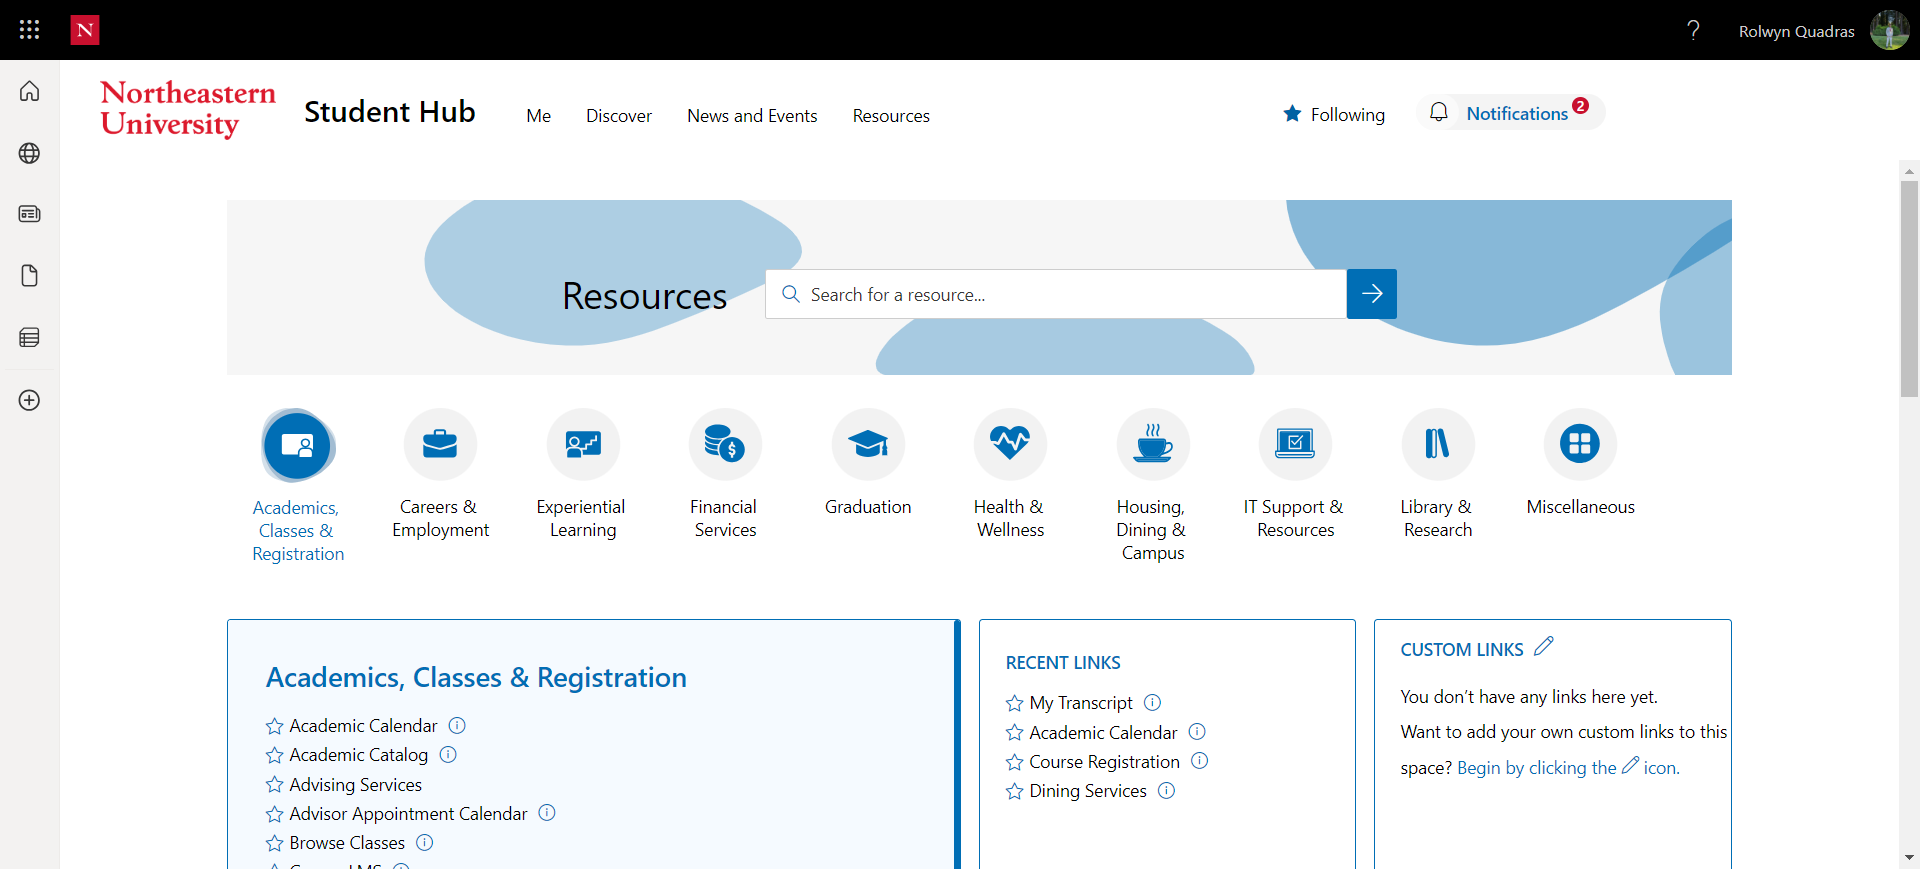 N
?
Rolwyn Quadras
Northeastern
University
Student Hub
Me
Discover
News and Events
Resources
Following
Notifications
2
Resources
Search for a resource...
Academics,
Classes &
Registration
Careers &
Employment
Experiential
Learning
Financial
Services
Graduation
Health &
Wellness
Housing,
Dining &
Campus
IT Support &
Resources
Library &
Research
Miscellaneous
Academics, Classes & Registration
Academic Calendar
Academic Catalog
Advising Services
Advisor Appointment Calendar
Browse Classes
RECENT LINKS
My Transcript
Academic Calendar
Course Registration
Dining Services
CUSTOM LINKS
You don't have any links here yet.
Want to add your own custom links to this
space? Begin by clicking the icon.